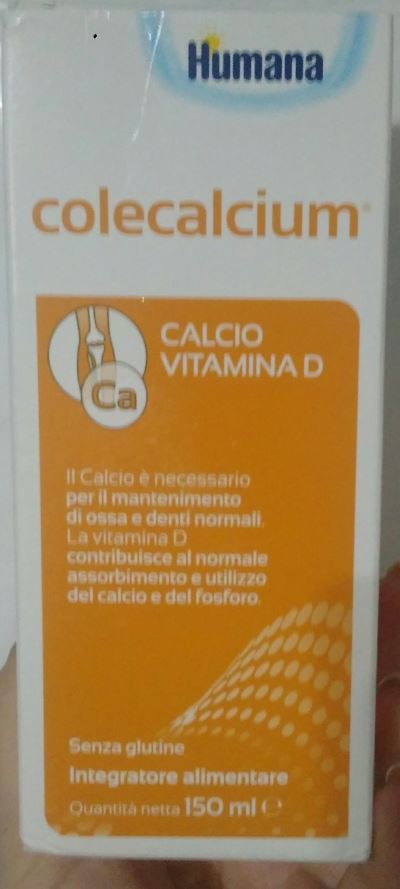 Humana
colecalcium®
CALCIO
VITAMINA D
Ca
Il Calcio è necessario
per il mantenimento
di ossa e denti normali.
La vitamina D
contribuisce al normale
assorbimento e utilizzo
del calcio e del fosforo.
Senza glutine
Integratore alimentare
Quantità netta 150 ml ℮